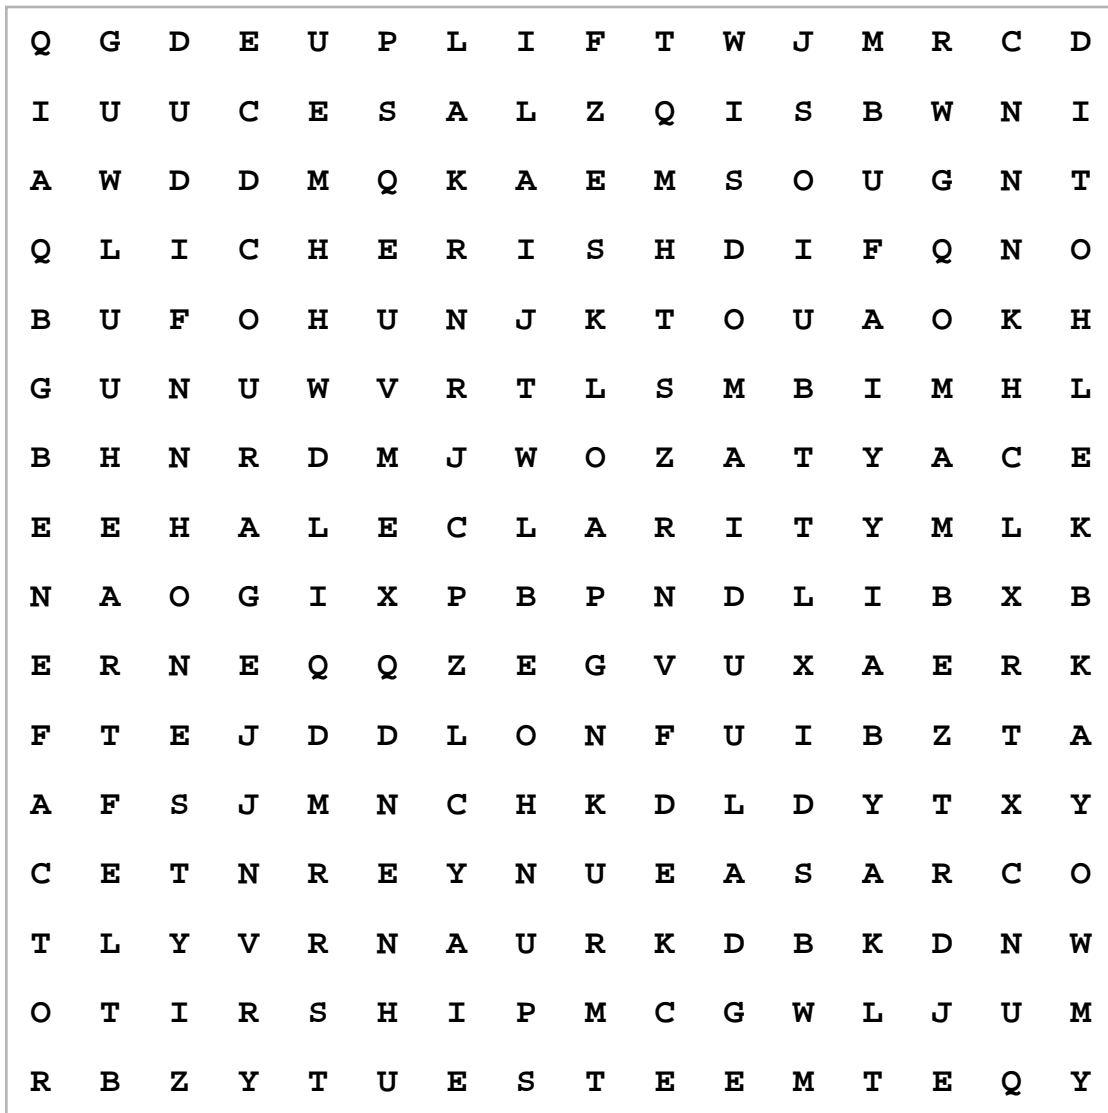 Q G D E U P L I F T W J M R C D
I U U C E S A L Z Q I S B W N I
A W D D M Q K A E M S O U G N T
Q L I C H E R I S H D I F Q N O
B U F O H U N J K T O U A O K H
G U N U W V R T L S M B I M H L
B H N R D M J W O Z A T Y A C E
E E H A L E C L A R I T Y M L K
N A O G I X P B P N D L I B X B
E R N E Q Q Z E G V U X A E R K
F T E J D D L O N F U I B Z T A
A F S J M N C H K D L D Y T X Y
C E T N R E Y N U E A S A R C O
T L Y V R N A U R K D B K D N W
O T I R S H I P M C G W L J U M
R B Z Y T U E S T E E M T E Q Y